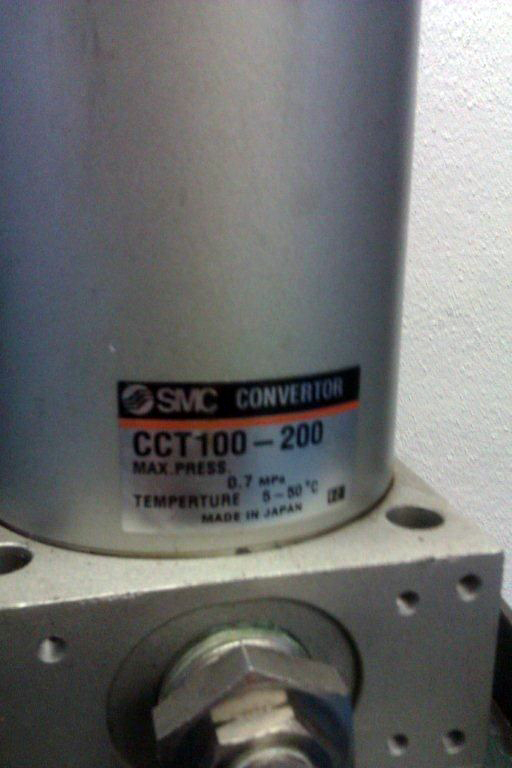 SMC CONVERTOR
CCT100-200
MAX.PRESS.
0.7 MPa
TEMPERTURE 5-50°C
MADE IN JAPAN